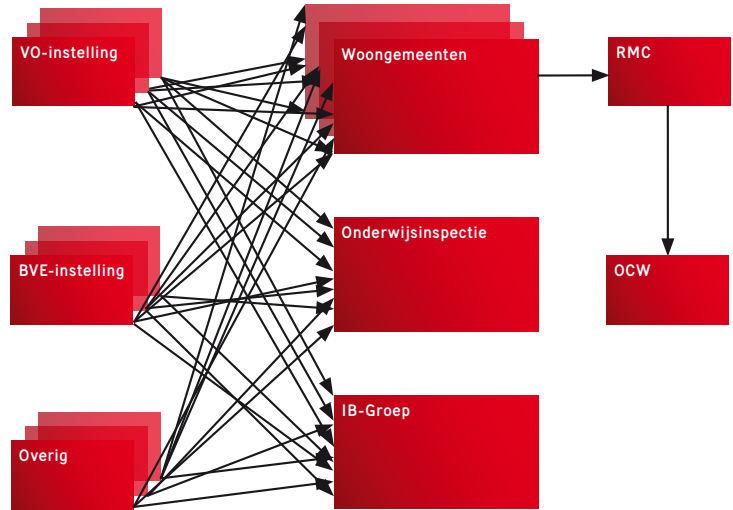 VO-instelling
Woongemeenten
RMC
Onderwijsinspectie
BVE-instelling
OCW
IB-Groep
Overig